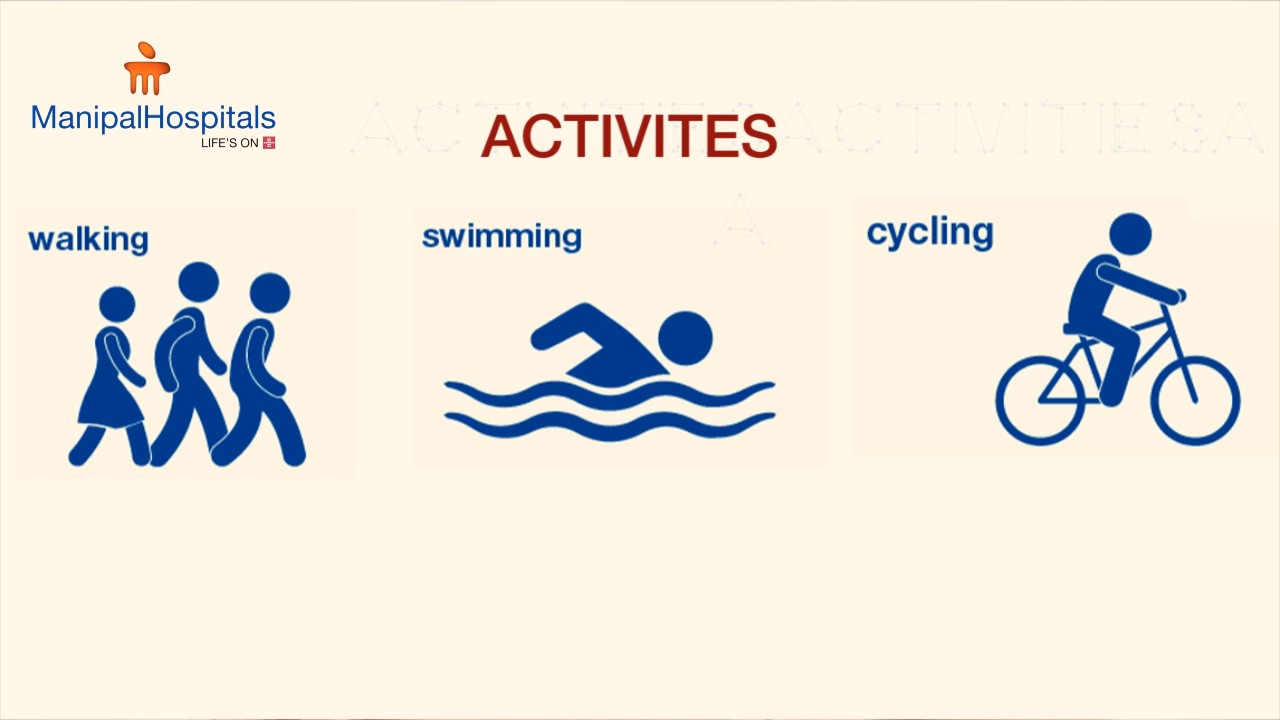 ManipalHospitals
LIFE'S ON
ACTIVITES
walking
swimming
cycling